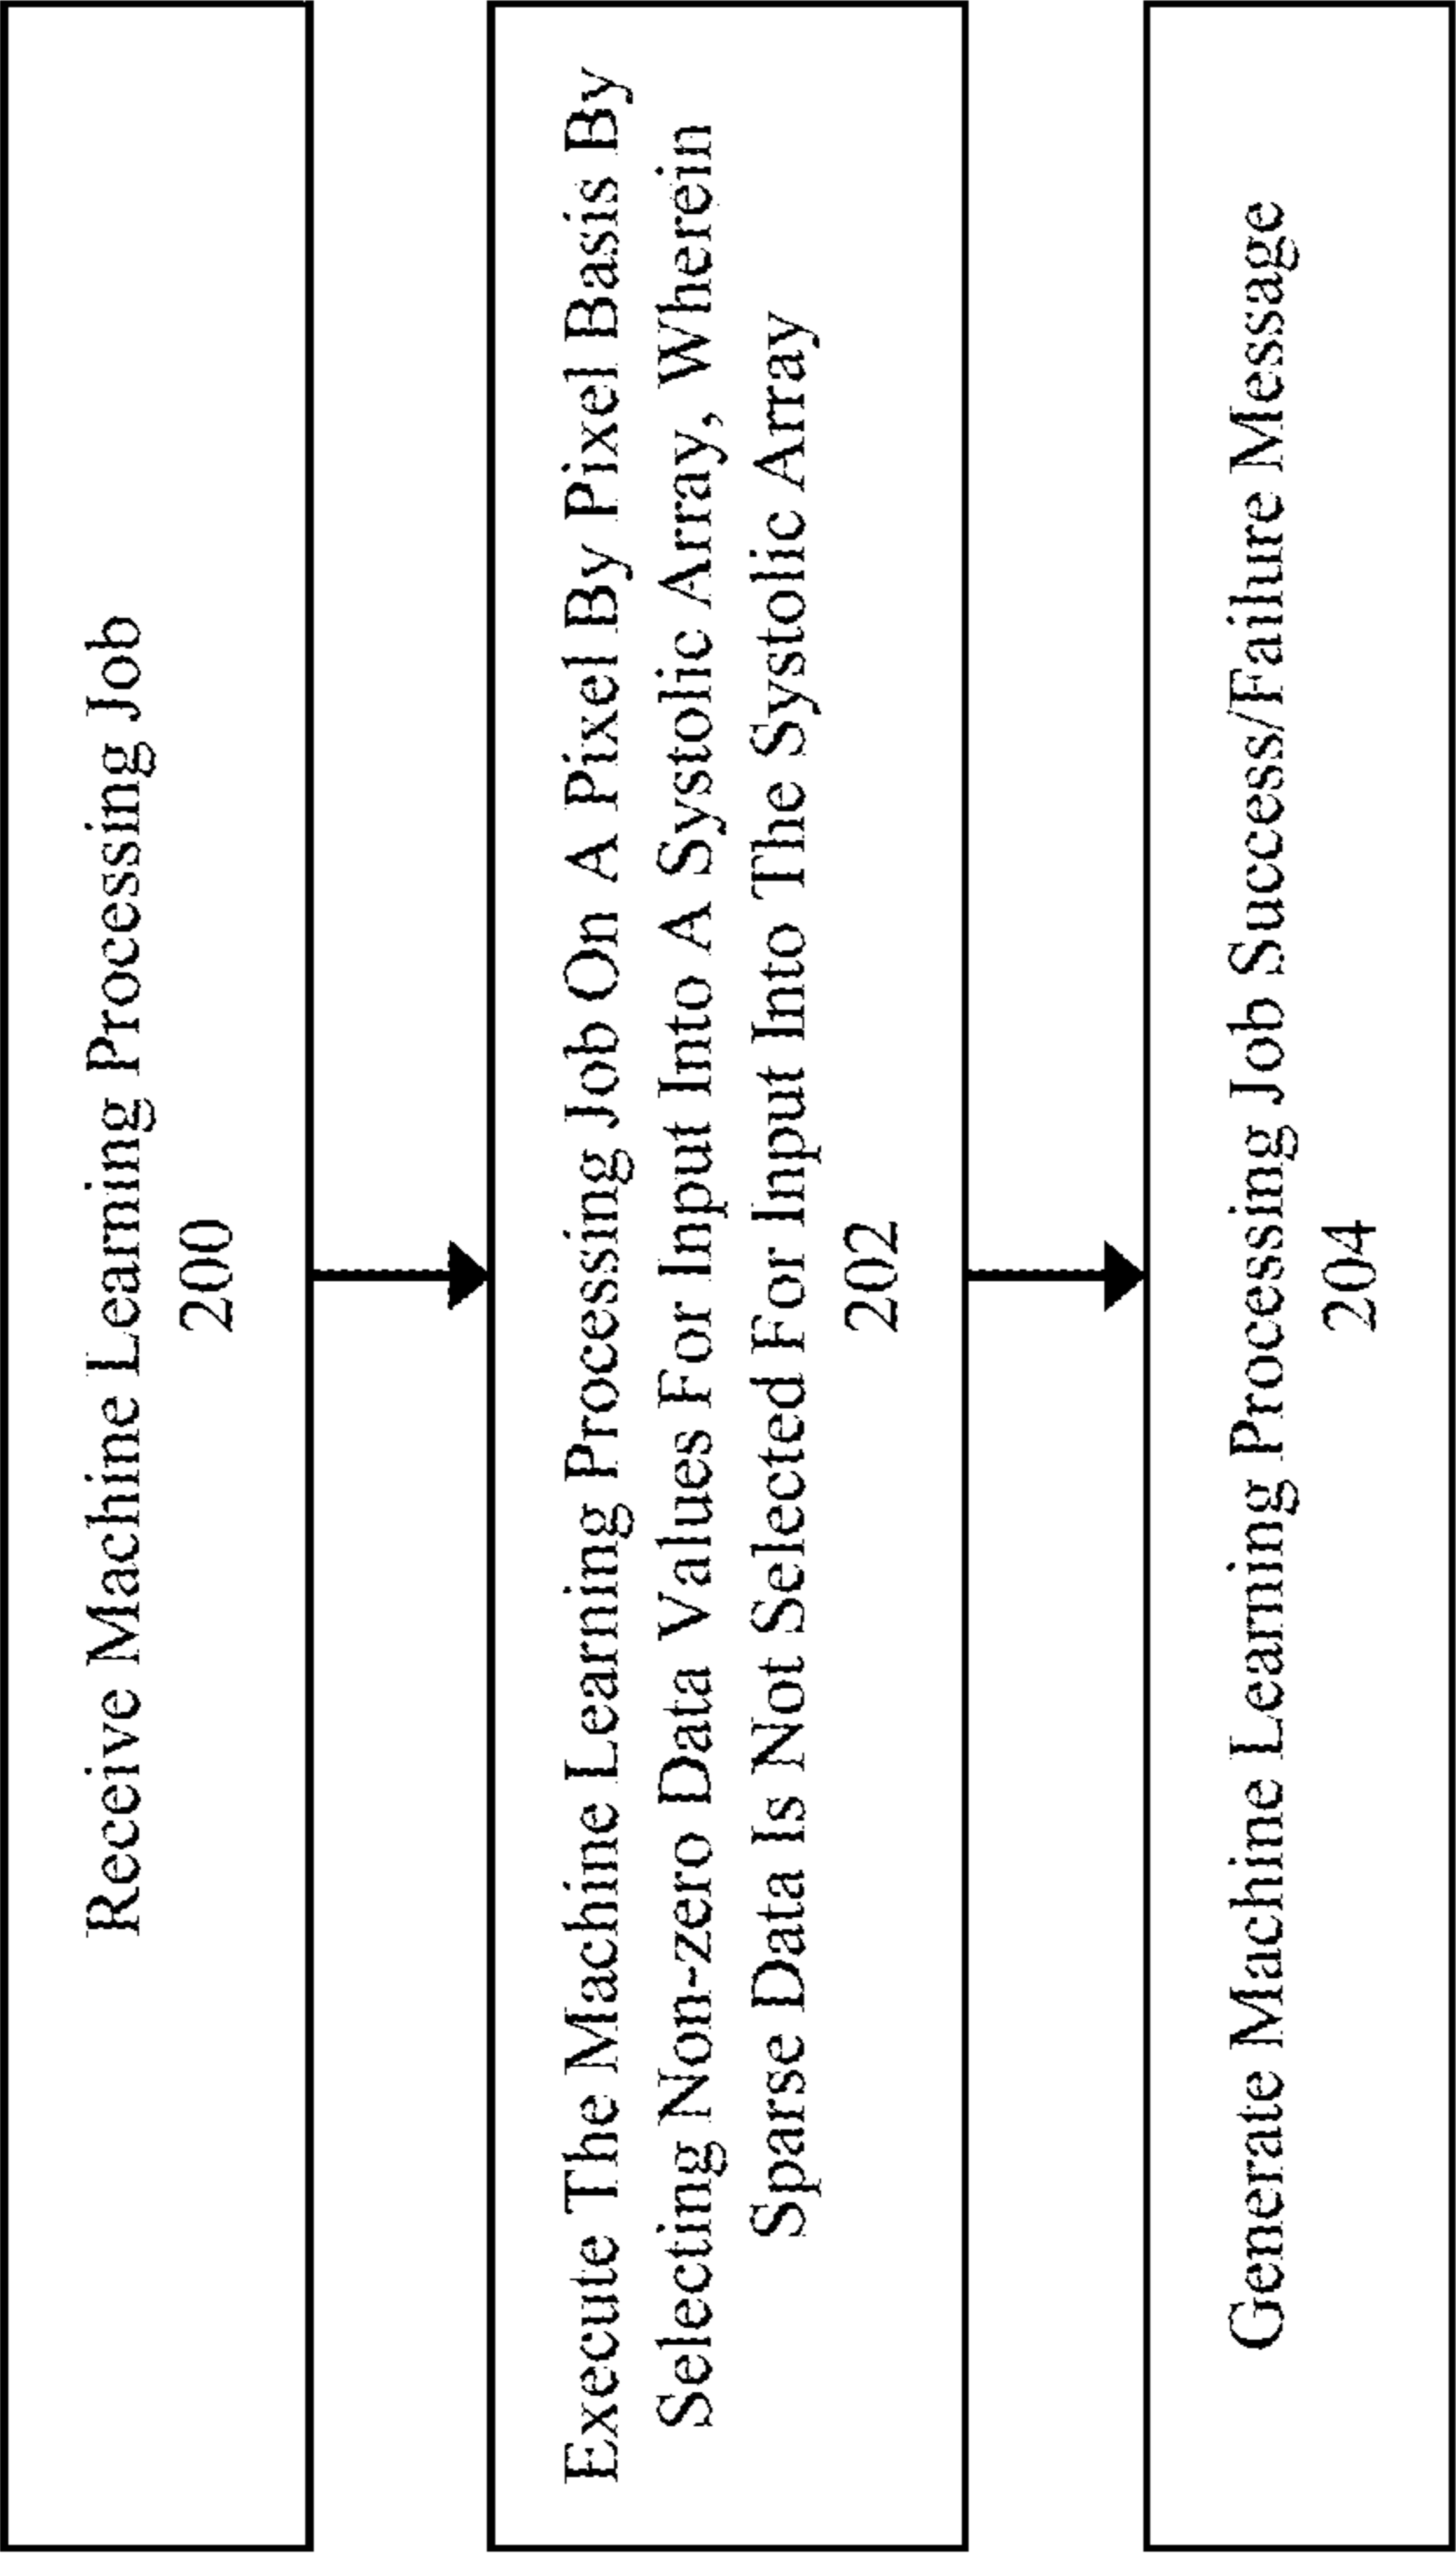 Receive Machine Learning Processing Job
200
Execute The Machine Learning Processing Job On A Pixel By Pixel Basis By
Selecting Non-zero Data Values For Input Into A Systolic Array, Wherein
Sparse Data Is Not Selected For Input Into The Systolic Array
202
Generate Machine Learning Processing Job Success/Failure Message
204